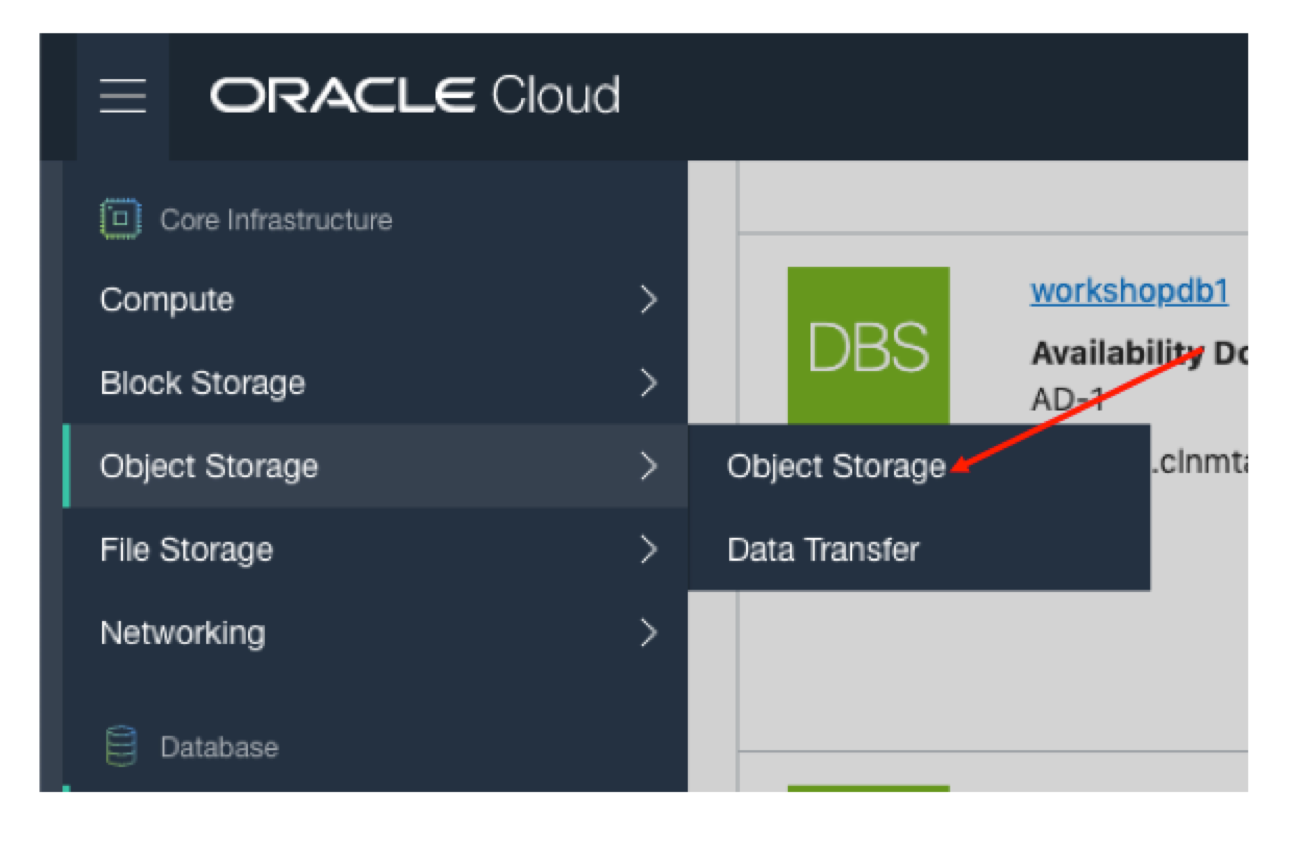 ORACLE Cloud
Core Infrastructure
Compute
Block Storage
Object Storage
File Storage
Networking
Database
Object Storage
Data Transfer
DBS
workshopdb1
Availability Do
AD-1
.clnmta